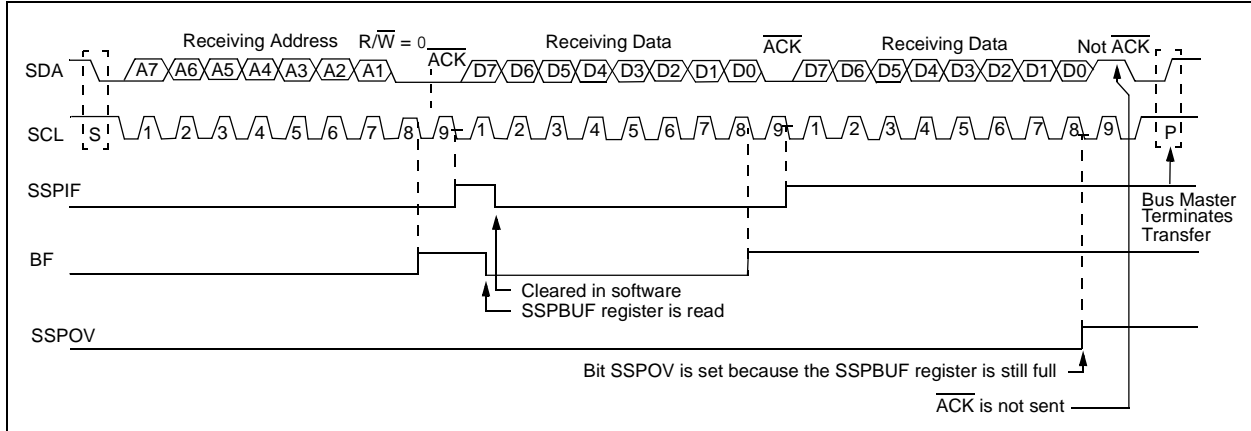 Receiving Address R/W̅ = 0 A̅C̅K̅ Receiving Data A̅C̅K̅ Receiving Data Not A̅C̅K̅
SDA A7 A6 A5 A4 A3 A2 A1 D7 D6 D5 D4 D3 D2 D1 D0 D7 D6 D5 D4 D3 D2 D1 D0
SCL S 1 2 3 4 5 6 7 8 9 1 2 3 4 5 6 7 8 9 1 2 3 4 5 6 7 8 9 P
SSPIF
Bus Master
Terminates
Transfer
BF
Cleared in software
SSPBUF register is read
SSPOV
Bit SSPOV is set because the SSPBUF register is still full
A̅C̅K̅ is not sent